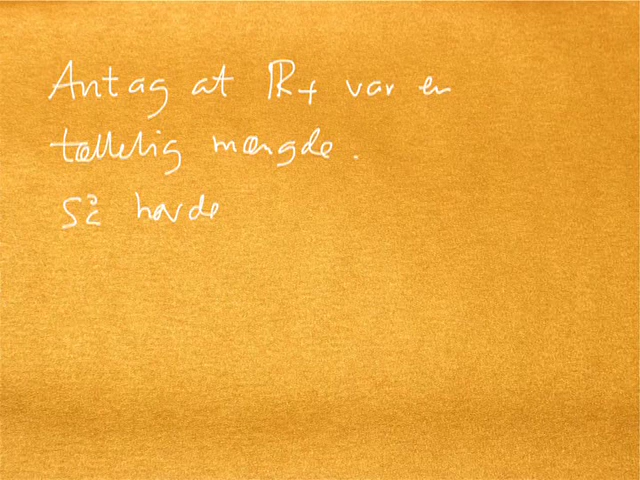 Antag at ℝ+ var en
tællelig mængde.
Så havde